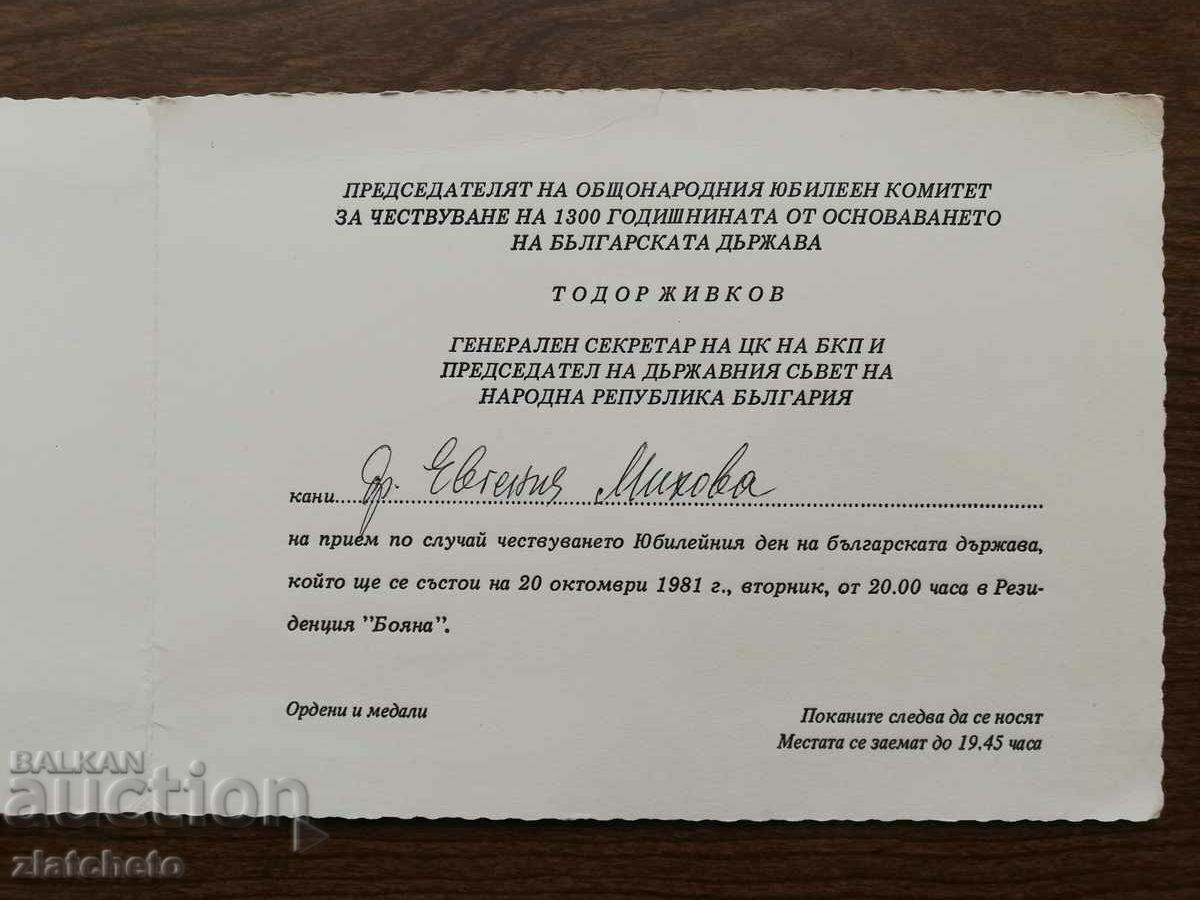 ПРЕДСЕДАТЕЛЯТ НА ОБЩОНАРОДНИЯ ЮБИЛЕЕН КОМИТЕТ
ЗА ЧЕСТВУВАНЕ НА 1300 ГОДИШНИНАТА ОТ ОСНОВАВАНЕТО
НА БЪЛГАРСКАТА ДЪРЖАВА
ТОДОР ЖИВКОВ
ГЕНЕРАЛЕН СЕКРЕТАР НА ЦК НА БКП И
ПРЕДСЕДАТЕЛ НА ДЪРЖАВНИЯ СЪВЕТ НА
НАРОДНА РЕПУБЛИКА БЪЛГАРИЯ
кани др. Евгения Михова
на прием по случай чествуването Юбилейния ден на българската държава,
който ще се състои на 20 октомври 1981 г., вторник, от 20.00 часа в Рези-
денция "Бояна".
Ордени и медали
Поканите следва да се носят
Местата се заемат до 19.45 часа
BALKAN
auction
zlatcheto